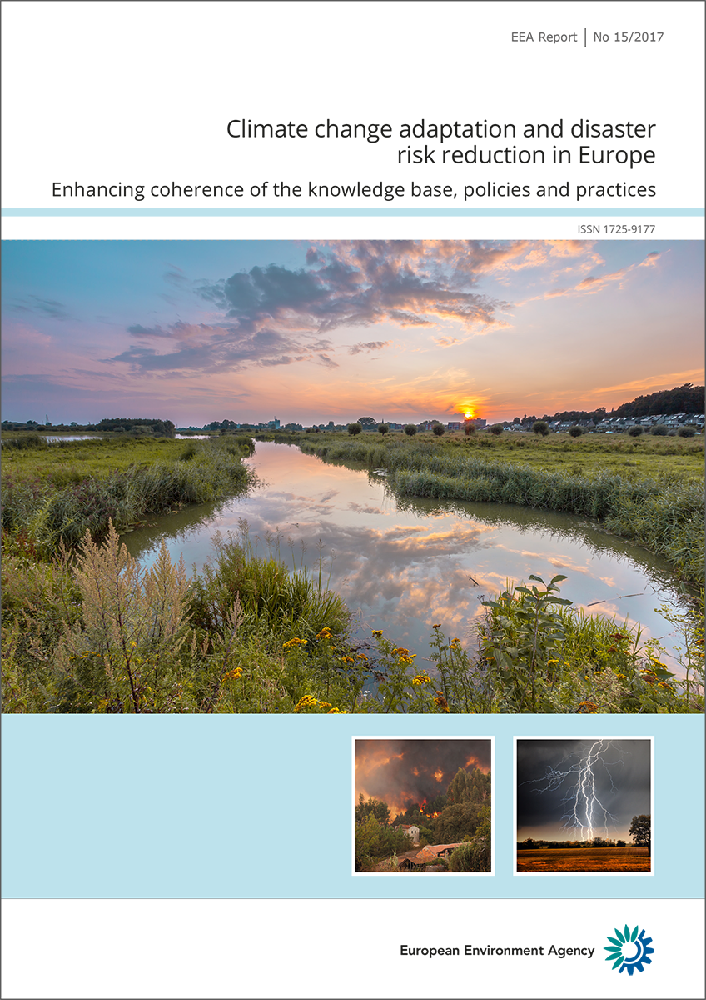 EEA Report | No 15/2017
Climate change adaptation and disaster
risk reduction in Europe
Enhancing coherence of the knowledge base, policies and practices
ISSN 1725-9177
European Environment Agency